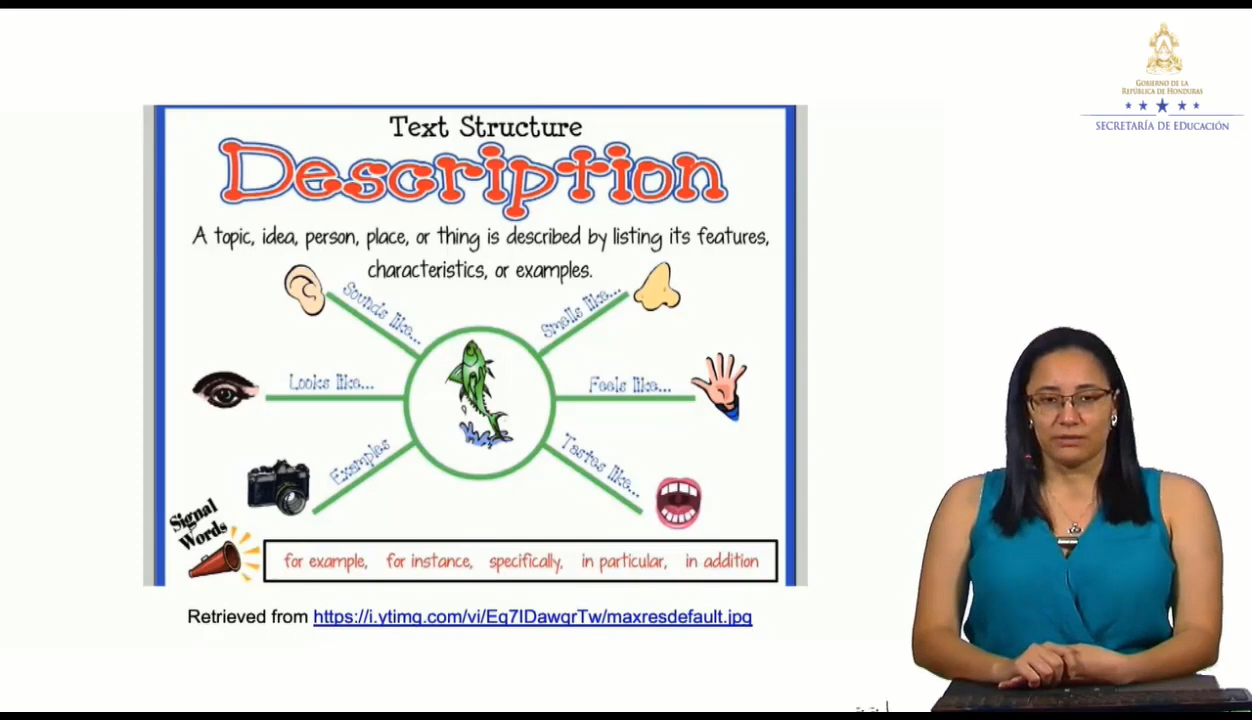 GOBIERNO DE LA
REPÚBLICA DE HONDURAS
SECRETARÍA DE EDUCACIÓN
Text Structure
Description
A topic, idea, person, place, or thing is described by listing its features,
characteristics, or examples.
Sounds like...
Smells like...
Looks like...
Feels like...
Examples
Tastes like...
Signal
Words
for example, for instance, specifically, in particular, in addition
Retrieved from https://i.ytimg.com/vi/Eq7IDawqrTw/maxresdefault.jpg